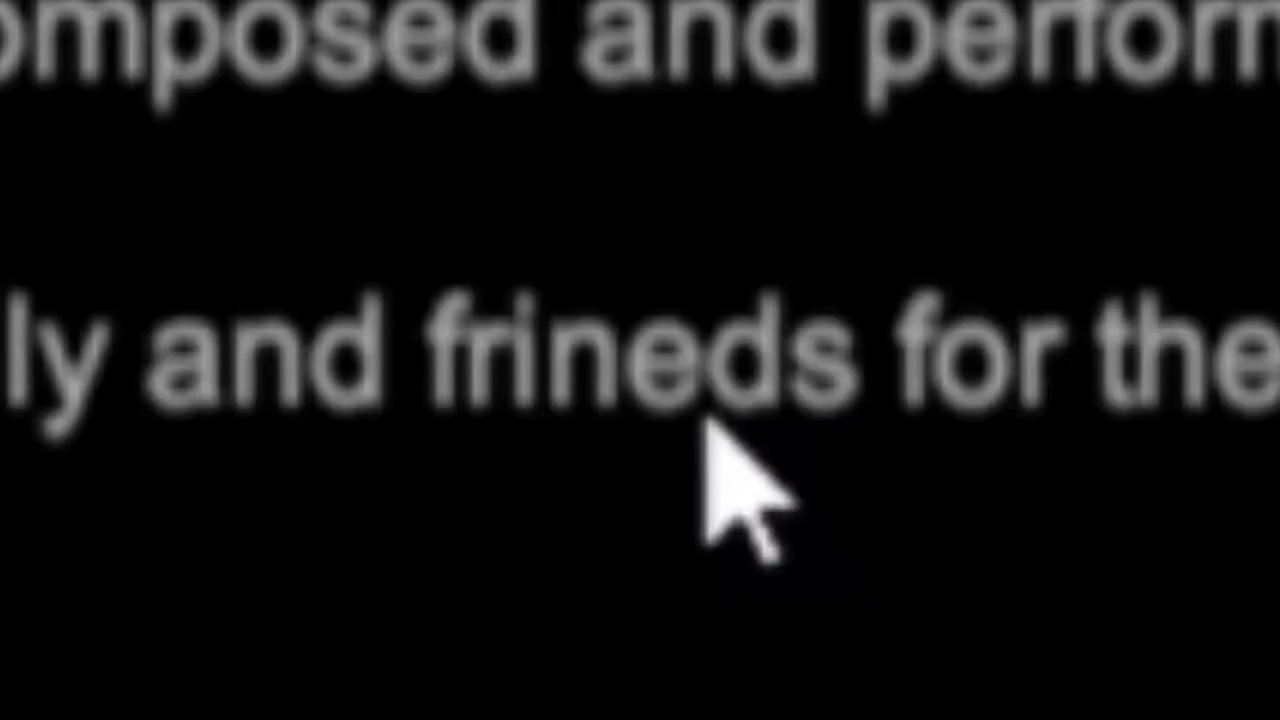 omposed and perform
ly and frineds for the